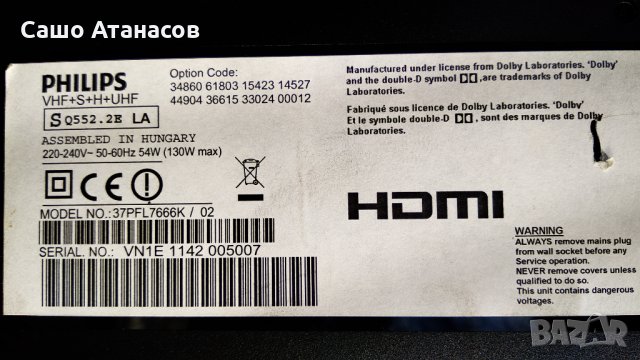 Сашо Атанасов
PHILIPS
VHF+S+H+UHF
S Q552.2E LA
ASSEMBLED IN HUNGARY
220-240V~ 50-60Hz 54W (130W max)
Option Code:
34860 61803 15423 14527
44904 36615 33024 00012
CE
MODEL NO.:37PFL7666K / 02
SERIAL. NO.: VN1E 1142 005007
Manufactured under license from Dolby Laboratories. ‘Dolby’
and the double-D symbol DD ,are trademarks of Dolby
Laboratories.
Fabriqué sous licence de Dolby Laboratories. ‘Dolby’
Et le symbole double-D DD , sont des marques de Dolby
Laboratories.
HDMI
WARNING
ALWAYS remove mains plug
from wall socket before any
Service operation.
NEVER remove covers unless
qualified to do so.
This unit contains dangerous
voltages.
BAZAR